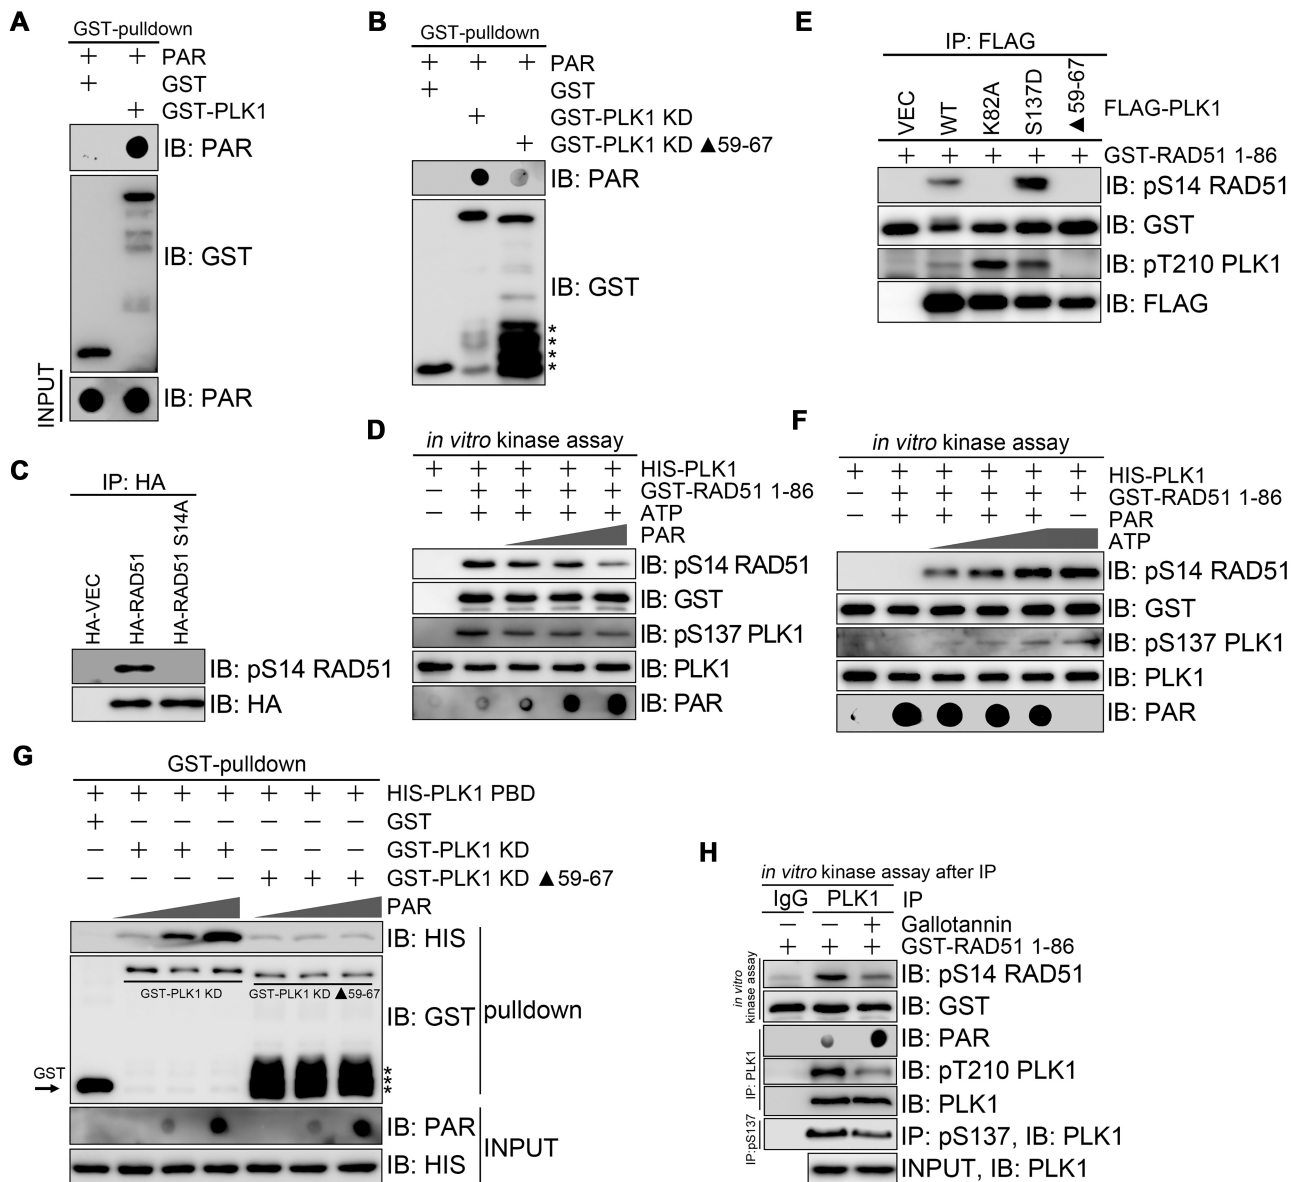 A
GST-pulldown
+ + PAR
+ GST
+ GST-PLK1
IB: PAR
IB: GST
INPUT
IB: PAR
B
GST-pulldown
+ + + PAR
+ GST
+ GST-PLK1 KD
+ GST-PLK1 KD ▲59-67
IB: PAR
IB: GST
*
*
*
*
C
IP: HA
HA-VEC
HA-RAD51
HA-RAD51 S14A
IB: pS14 RAD51
IB: HA
D
in vitro kinase assay
+ + + + + HIS-PLK1
− + + + + GST-RAD51 1-86
− + + + + ATP
PAR
IB: pS14 RAD51
IB: GST
IB: pS137 PLK1
IB: PLK1
IB: PAR
E
IP: FLAG
VEC
WT
K82A
S137D
▲59-67
FLAG-PLK1
+ + + + + GST-RAD51 1-86
IB: pS14 RAD51
IB: GST
IB: pT210 PLK1
IB: FLAG
F
in vitro kinase assay
+ + + + + + HIS-PLK1
− + + + + + GST-RAD51 1-86
− + + + + − PAR
ATP
IB: pS14 RAD51
IB: GST
IB: pS137 PLK1
IB: PLK1
IB: PAR
G
GST-pulldown
+ + + + + + + HIS-PLK1 PBD
+ − − − − − − GST
− + + + − − − GST-PLK1 KD
− − − − + + + GST-PLK1 KD ▲59-67
PAR
IB: HIS
GST-PLK1 KD
GST-PLK1 KD ▲59-67
IB: GST
pulldown
GST
*
*
*
IB: PAR
INPUT
IB: HIS
H
in vitro kinase assay after IP
IgG PLK1 IP
− − + Gallotannin
+ + + GST-RAD51 1-86
in vitro
kinase assay
IB: pS14 RAD51
IB: GST
IP: PLK1
IB: PAR
IB: pT210 PLK1
IB: PLK1
IP:pS137
IP: pS137, IB: PLK1
INPUT, IB: PLK1